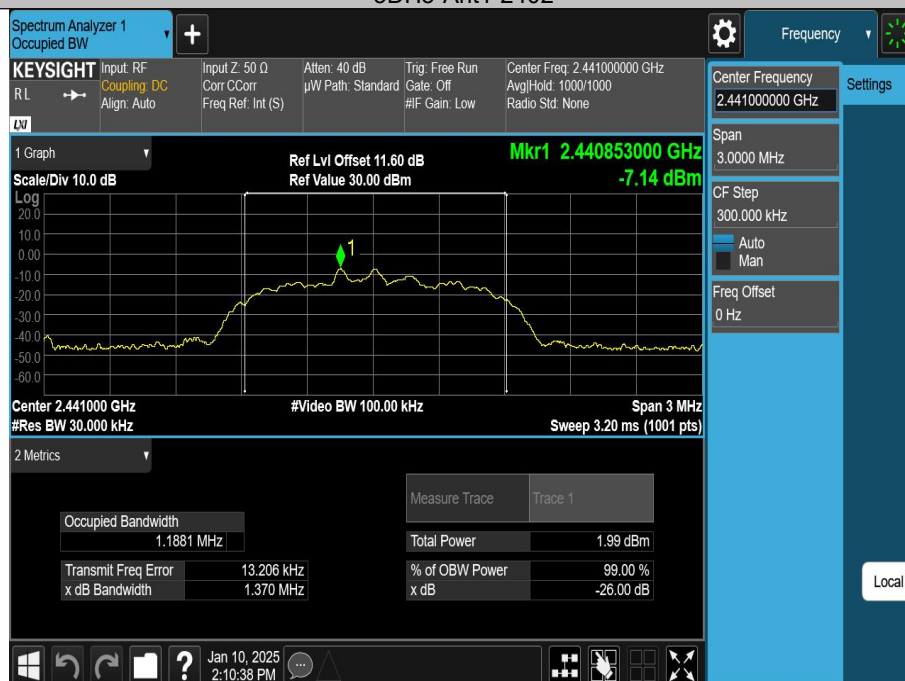 Spectrum Analyzer 1
Occupied BW
+
Frequency
KEYSIGHT
RL
LXI
Input: RF
Coupling: DC
Align: Auto
Input Z: 50 Ω
Corr CCorr
Freq Ref: Int (S)
Atten: 40 dB
µW Path: Standard
Trig: Free Run
Gate: Off
#IF Gain: Low
Center Freq: 2.441000000 GHz
Avg|Hold: 1000/1000
Radio Std: None
Center Frequency
2.441000000 GHz
Settings
Span
3.0000 MHz
CF Step
300.000 kHz
Auto
Man
Freq Offset
0 Hz
Local
1 Graph
Scale/Div 10.0 dB
Ref Lvl Offset 11.60 dB
Ref Value 30.00 dBm
Mkr1 2.440853000 GHz
-7.14 dBm
Log
20.0
10.0
0.00
-10.0
-20.0
-30.0
-40.0
-50.0
-60.0
1
Center 2.441000 GHz
#Res BW 30.000 kHz
#Video BW 100.00 kHz
Span 3 MHz
Sweep 3.20 ms (1001 pts)
2 Metrics
Measure Trace Trace 1
Occupied Bandwidth
1.1881 MHz
Total Power 1.99 dBm
Transmit Freq Error 13.206 kHz
% of OBW Power 99.00 %
x dB Bandwidth 1.370 MHz
x dB -26.00 dB
?
Jan 10, 2025
2:10:38 PM